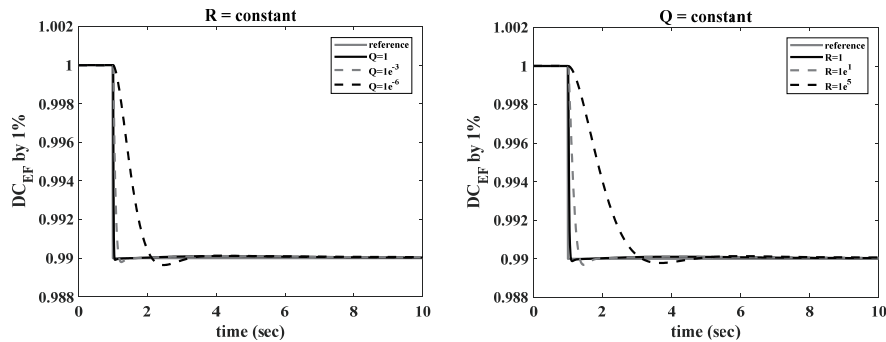 R = constant
1.002
1
0.998
0.996
0.994
0.992
0.99
0.988
DC_EF by 1%
reference
Q=1
Q=1e^-3
Q=1e^-6
0 2 4 6 8 10
time (sec)
Q = constant
1.002
1
0.998
0.996
0.994
0.992
0.99
0.988
DC_EF by 1%
reference
R=1
R=1e^1
R=1e^5
0 2 4 6 8 10
time (sec)